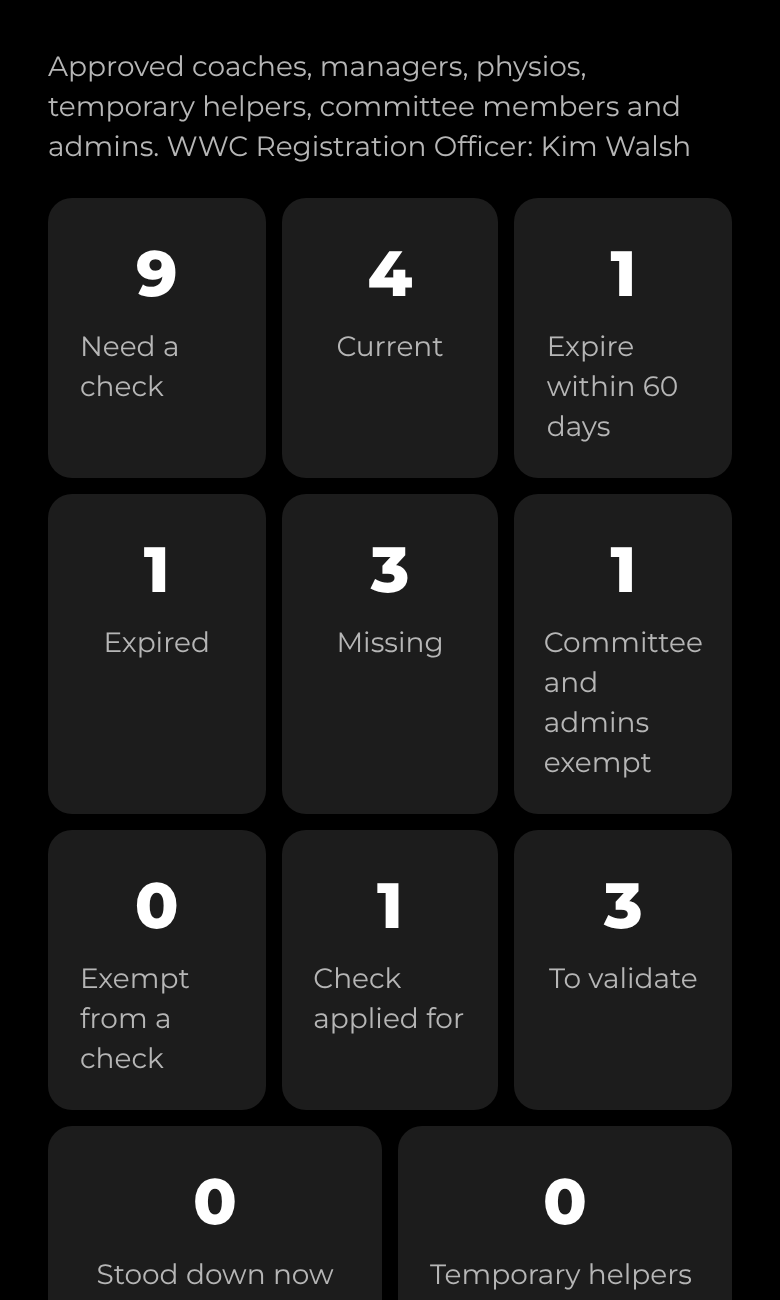 Approved coaches, managers, physios,
temporary helpers, committee members and
admins. WWC Registration Officer: Kim Walsh
9
Need a
check
4
Current
1
Expire
within 60
days
1
Expired
3
Missing
1
Committee
and
admins
exempt
0
Exempt
from a
check
1
Check
applied for
3
To validate
0
Stood down now
0
Temporary helpers